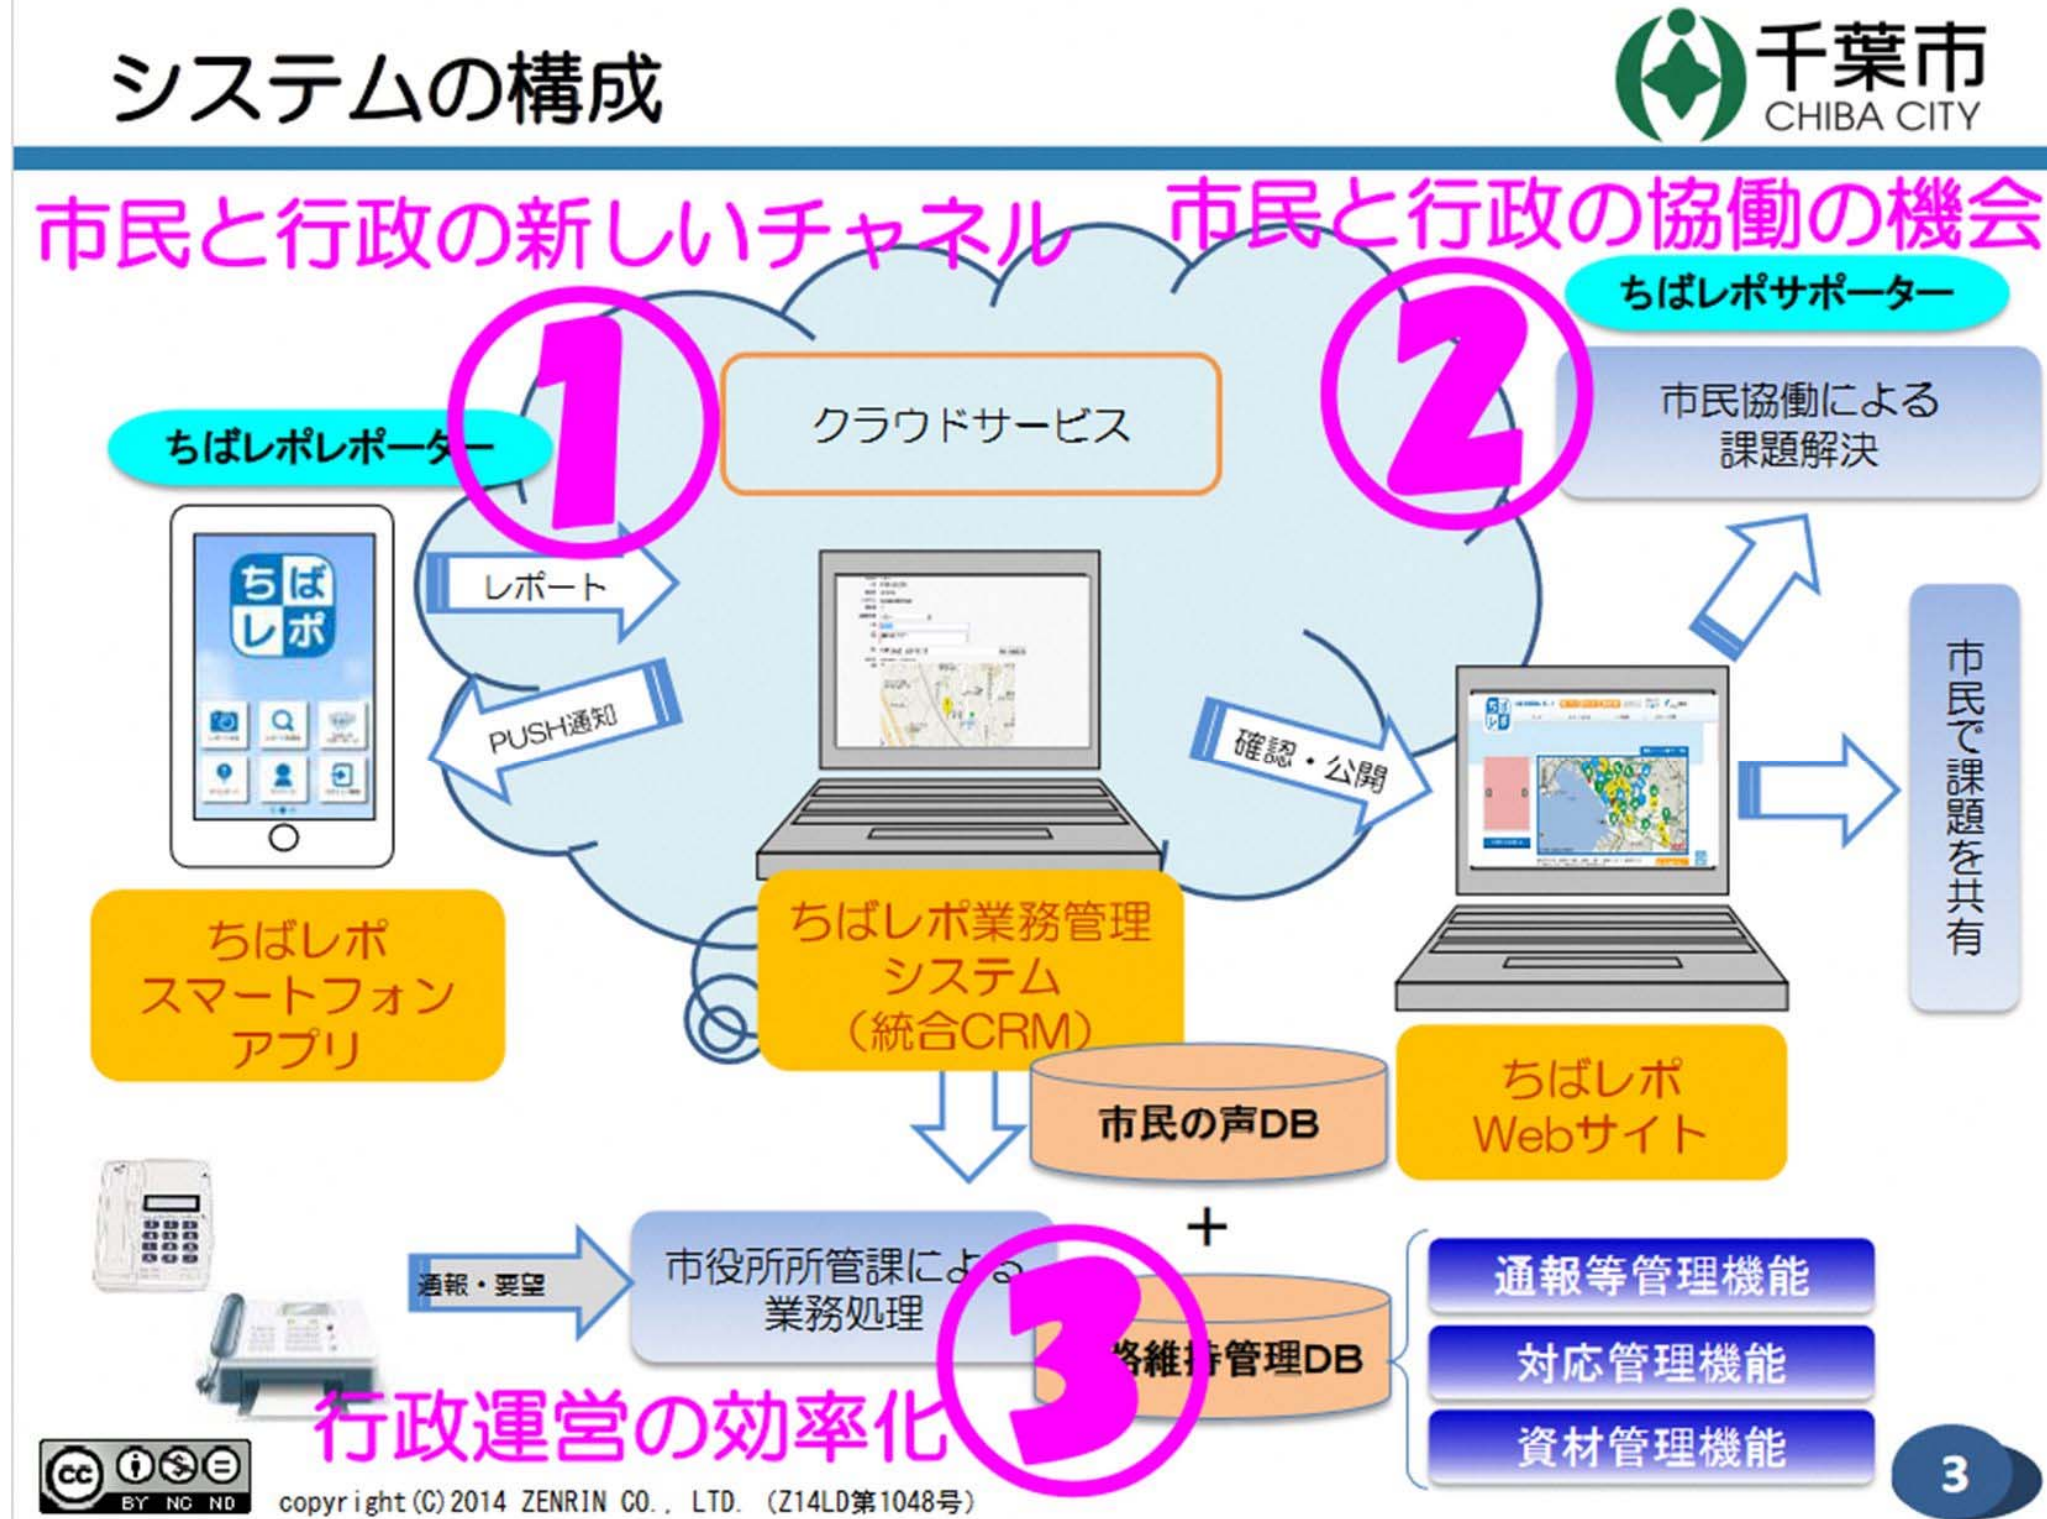 システムの構成
千葉市
CHIBA CITY
市民と行政の新しいチャネル
市民と行政の協働の機会
1
2
ちばレポサポーター
市民協働による
課題解決
クラウドサービス
ちばレポレポーター
ちば
レポ
レポート
PUSH通知
確認・公開
ちば
レポ
市民で課題を共有
ちばレポ
スマートフォン
アプリ
ちばレポ業務管理
システム
（統合CRM）
ちばレポ
Webサイト
市民の声DB
+
通報・要望
市役所所管課による
業務処理
3
維持管理DB
通報等管理機能
対応管理機能
資材管理機能
行政運営の効率化
cc
BY NC ND
copyright(C)2014 ZENRIN CO., LTD. (Z14LD第1048号)
3